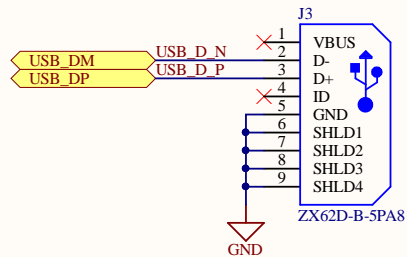 J3
1 VBUS
USB_DM USB_D_N 2 D-
USB_DP USB_D_P 3 D+
4 ID
5 GND
6 SHLD1
7 SHLD2
8 SHLD3
9 SHLD4
ZX62D-B-5PA8
GND